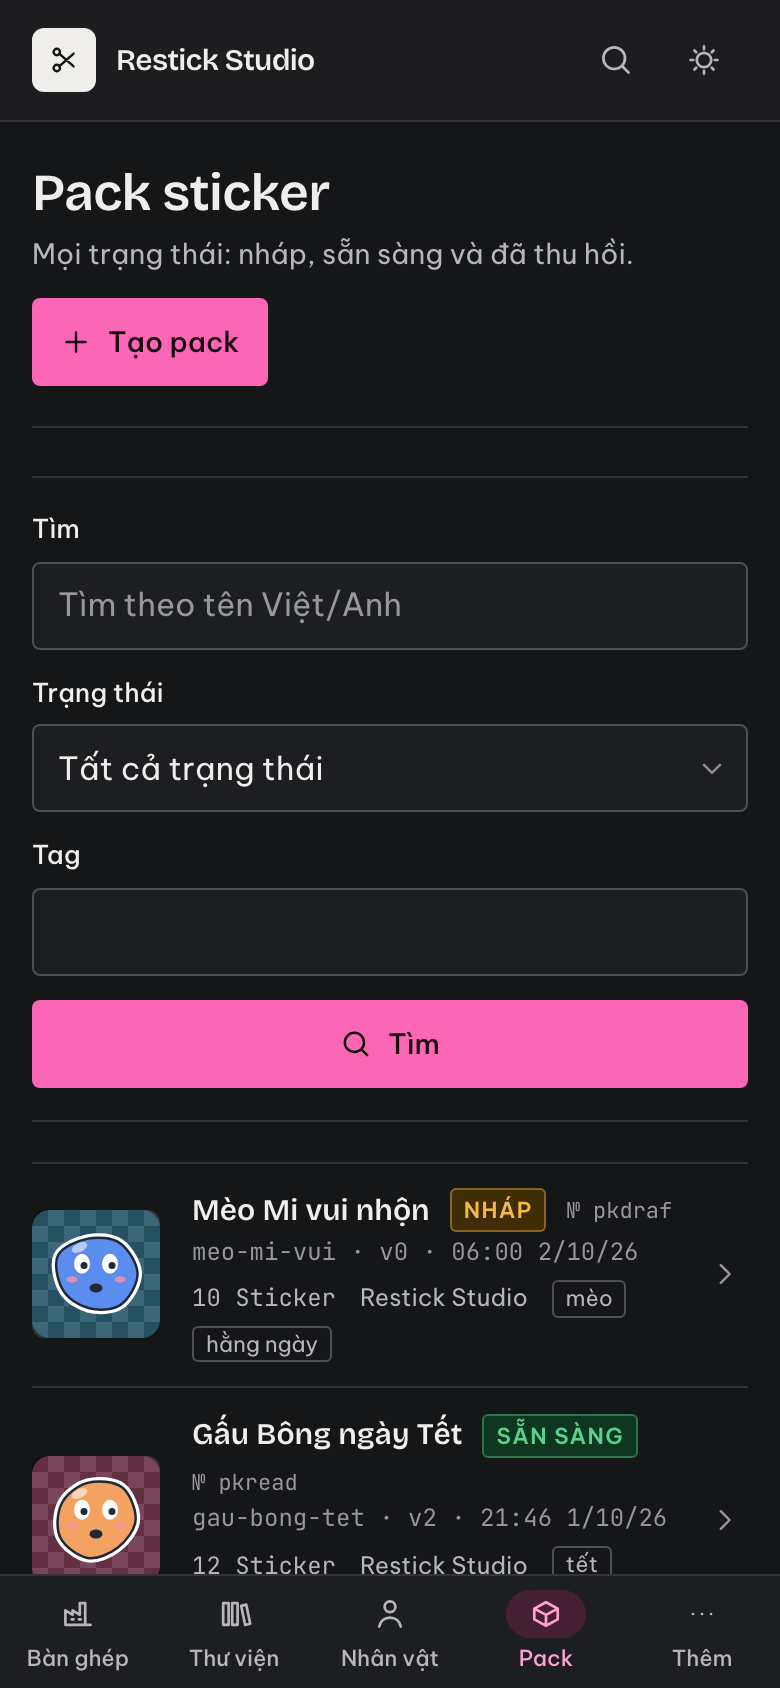 Restick Studio
Pack sticker
Mọi trạng thái: nháp, sẵn sàng và đã thu hồi.
Tạo pack
Tìm
Tìm theo tên Việt/Anh
Trạng thái
Tất cả trạng thái
Tag
Tìm
Mèo Mi vui nhộn NHÁP № pkdraf
meo-mi-vui · v0 · 06:00 2/10/26
10 Sticker Restick Studio mèo
hằng ngày
Gấu Bông ngày Tết SẴN SÀNG
№ pkread
gau-bong-tet · v2 · 21:46 1/10/26
12 Sticker Restick Studio tết
Bàn ghép Thư viện Nhân vật Pack Thêm